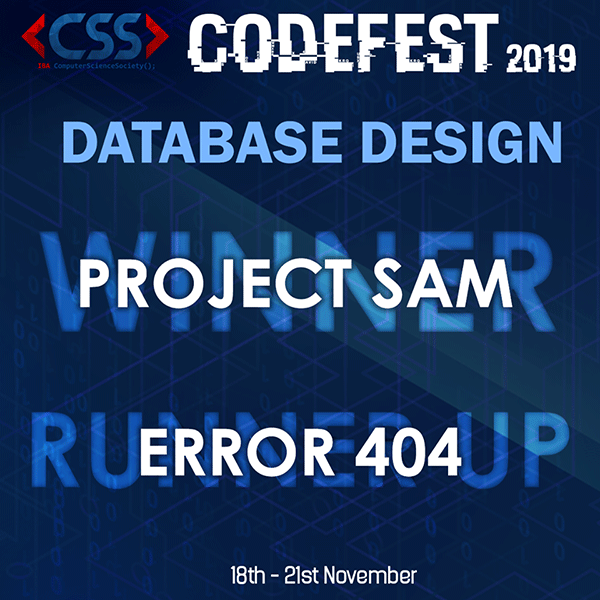 <CSS>
IBA ComputerScienceSociety();
CODEFEST 2019
DATABASE DESIGN
WINNER
PROJECT SAM
RUNNER UP
ERROR 404
18th - 21st November